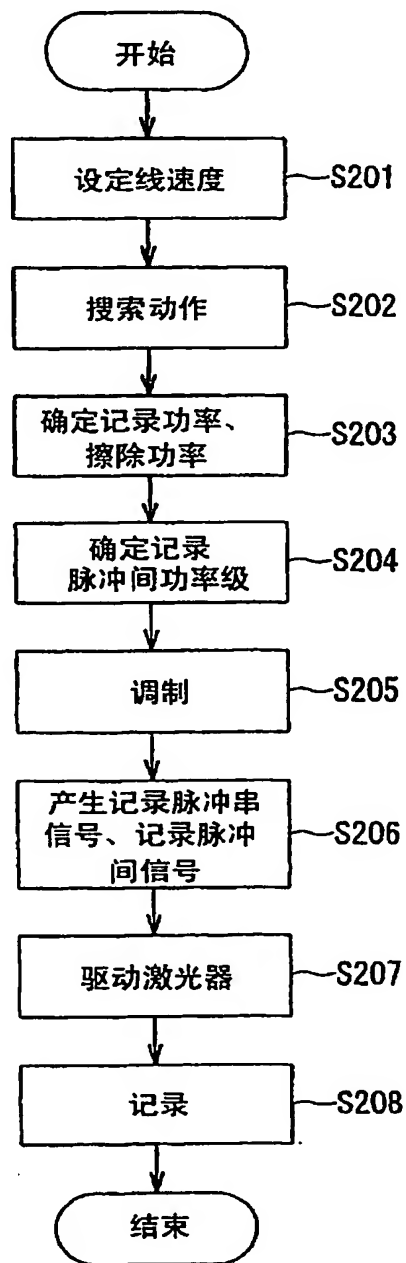 开始
设定线速度
S201
搜索动作
S202
确定记录功率、
擦除功率
S203
确定记录
脉冲间功率级
S204
调制
S205
产生记录脉冲串
信号、记录脉冲
间信号
S206
驱动激光器
S207
记录
S208
结束